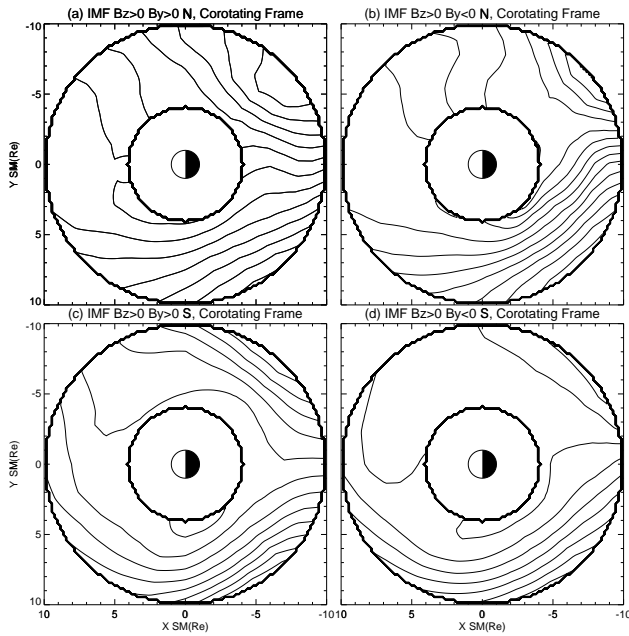 (a) IMF Bz>0 By>0 N, Corotating Frame
(b) IMF Bz>0 By<0 N, Corotating Frame
-10
-5
0
5
10
Y SM(Re)
(c) IMF Bz>0 By>0 S, Corotating Frame
(d) IMF Bz>0 By<0 S, Corotating Frame
-10
-5
0
5
10
Y SM(Re)
10 5 0 -5 -10 10 5 0 -5 -10
X SM(Re) X SM(Re)